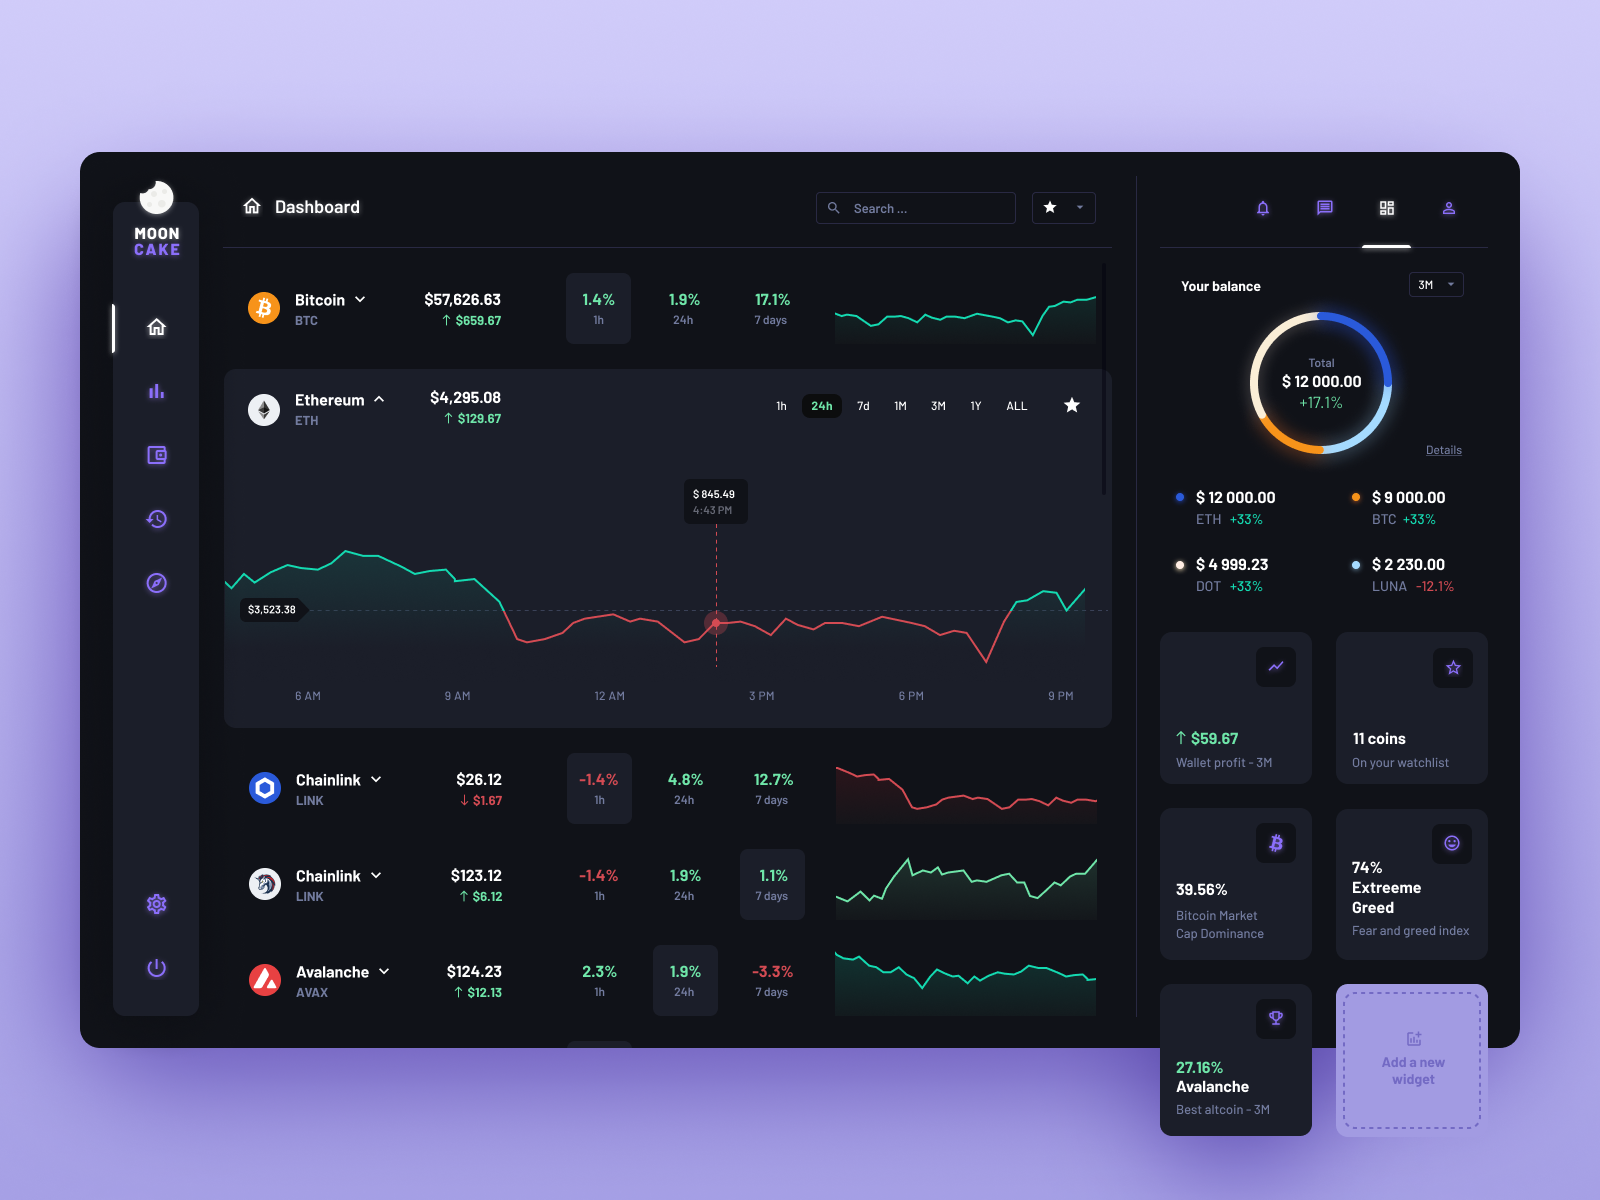 MOON
CAKE
Dashboard
Search ...
Bitcoin
BTC
$57,626.63
↑ $659.67
1.4%
1h
1.9%
24h
17.1%
7 days
Ethereum
ETH
$4,295.08
↑ $129.67
1h 24h 7d 1M 3M 1Y ALL
$ 845.49
4:43 PM
$3,523.38
6 AM 9 AM 12 AM 3 PM 6 PM 9 PM
Chainlink
LINK
$26.12
↓ $1.67
-1.4%
1h
4.8%
24h
12.7%
7 days
Chainlink
LINK
$123.12
↑ $6.12
-1.4%
1h
1.9%
24h
1.1%
7 days
Avalanche
AVAX
$124.23
↑ $12.13
2.3%
1h
1.9%
24h
-3.3%
7 days
Your balance
3M
Total
$ 12 000.00
+17.1%
Details
$ 12 000.00
ETH +33%
$ 9 000.00
BTC +33%
$ 4 999.23
DOT +33%
$ 2 230.00
LUNA -12.1%
↑ $59.67
Wallet profit - 3M
11 coins
On your watchlist
39.56%
Bitcoin Market
Cap Dominance
74%
Extreeme
Greed
Fear and greed index
27.16%
Avalanche
Best altcoin - 3M
Add a new
widget